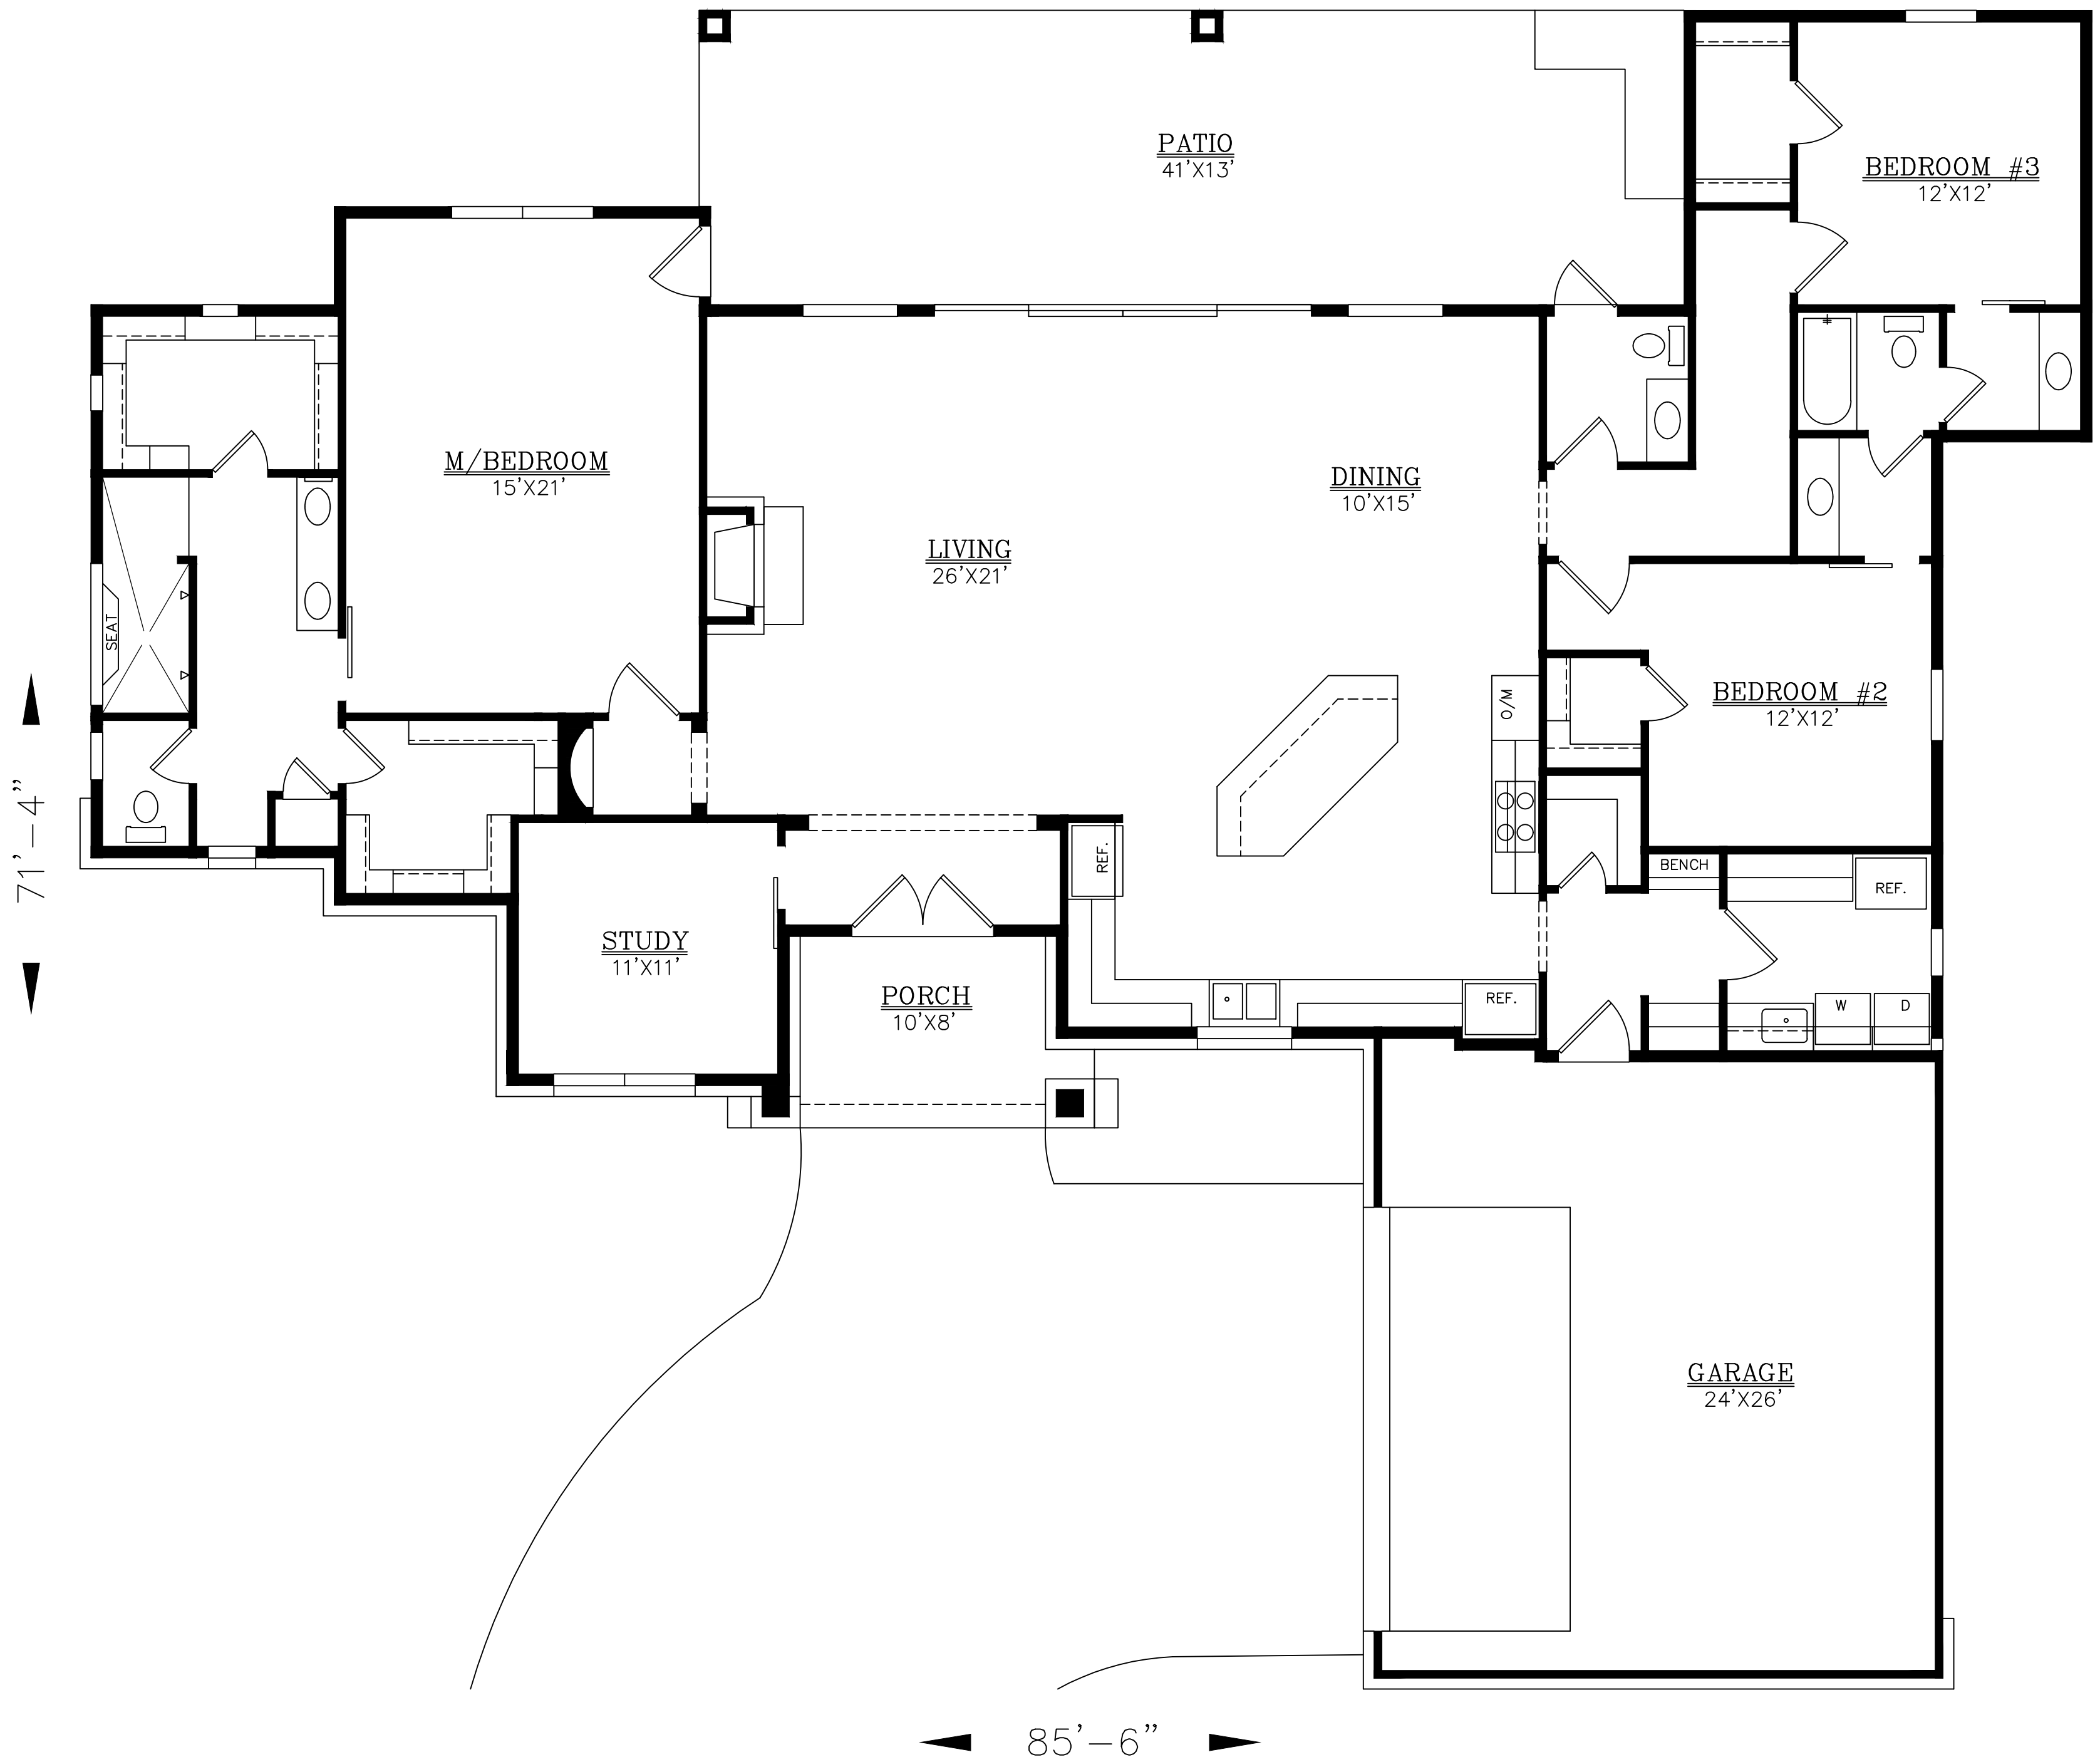 PATIO
41'X13'
BEDROOM #3
12'X12'
M/BEDROOM
15'X21'
DINING
10'X15'
LIVING
26'X21'
SEAT
O/M
BEDROOM #2
12'X12'
71'-4"
REF.
BENCH
REF.
STUDY
11'X11'
PORCH
10'X8'
REF.
W
D
GARAGE
24'X26'
85'-6"